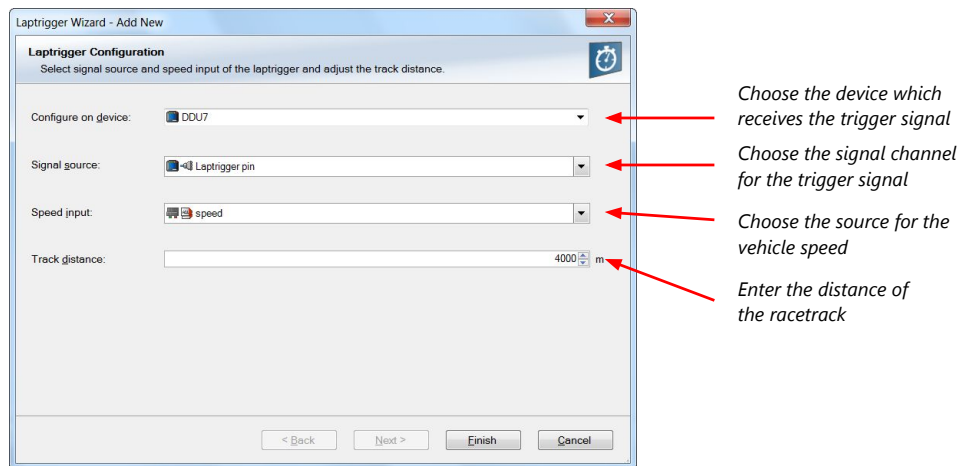 Laptrigger Wizard - Add New
Laptrigger Configuration
Select signal source and speed input of the laptrigger and adjust the track distance.
Configure on device: DDU7
Choose the device which
receives the trigger signal
Signal source: Laptrigger pin
Choose the signal channel
for the trigger signal
Speed input: speed
Choose the source for the
vehicle speed
Track distance: 4000 m
Enter the distance of
the racetrack
< Back Next > Finish Cancel